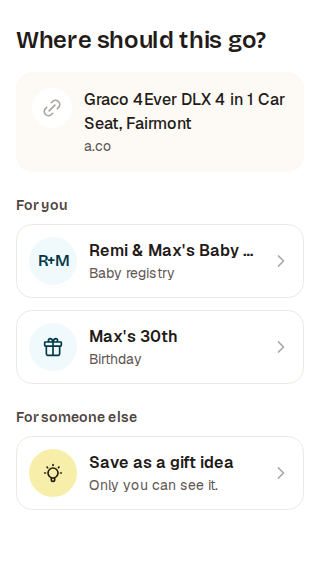 Where should this go?
Graco 4Ever DLX 4 in 1 Car
Seat, Fairmont
a.co
For you
R+M
Remi & Max's Baby ...
Baby registry
Max's 30th
Birthday
For someone else
Save as a gift idea
Only you can see it.